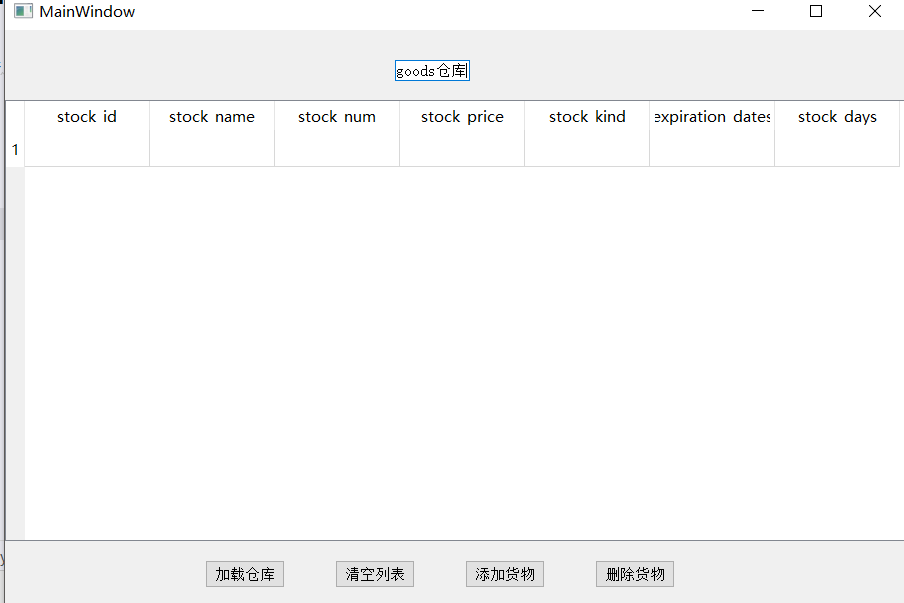 MainWindow
goods仓库
stock id stock name stock num stock price stock kind expiration dates stock days
1
加载仓库 清空列表 添加货物 删除货物